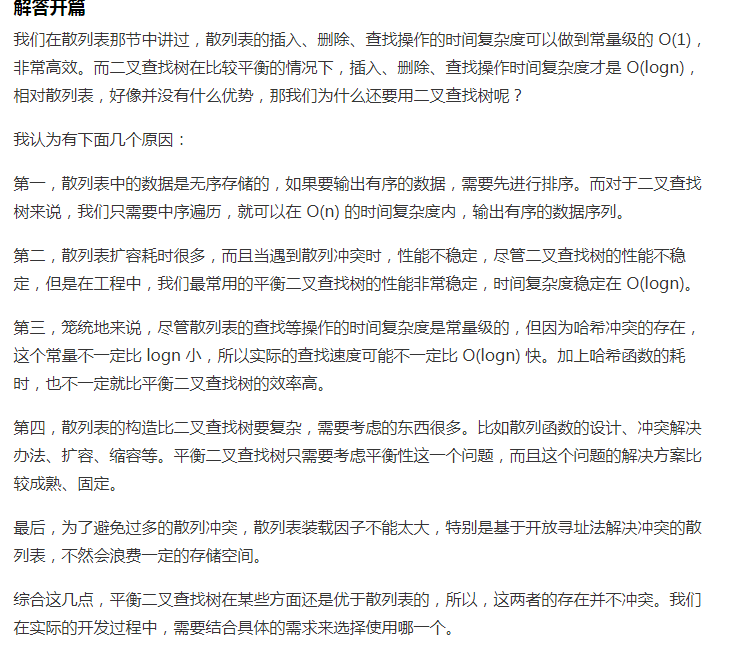 解答开篇
我们在散列表那节中讲过，散列表的插入、删除、查找操作的时间复杂度可以做到常量级的 O(1)，
非常高效。而二叉查找树在比较平衡的情况下，插入、删除、查找操作时间复杂度才是 O(logn)，
相对散列表，好像并没有什么优势，那我们为什么还要用二叉查找树呢？
我认为有下面几个原因：
第一，散列表中的数据是无序存储的，如果要输出有序的数据，需要先进行排序。而对于二叉查找
树来说，我们只需要中序遍历，就可以在 O(n) 的时间复杂度内，输出有序的数据序列。
第二，散列表扩容耗时很多，而且当遇到散列冲突时，性能不稳定，尽管二叉查找树的性能不稳
定，但是在工程中，我们最常用的平衡二叉查找树的性能非常稳定，时间复杂度稳定在 O(logn)。
第三，笼统地来说，尽管散列表的查找等操作的时间复杂度是常量级的，但因为哈希冲突的存在，
这个常量不一定比 logn 小，所以实际的查找速度可能不一定比 O(logn) 快。加上哈希函数的耗
时，也不一定就比平衡二叉查找树的效率高。
第四，散列表的构造比二叉查找树要复杂，需要考虑的东西很多。比如散列函数的设计、冲突解决
办法、扩容、缩容等。平衡二叉查找树只需要考虑平衡性这一个问题，而且这个问题的解决方案比
较成熟、固定。
最后，为了避免过多的散列冲突，散列表装载因子不能太大，特别是基于开放寻址法解决冲突的散
列表，不然会浪费一定的存储空间。
综合这几点，平衡二叉查找树在某些方面还是优于散列表的，所以，这两者的存在并不冲突。我们
在实际的开发过程中，需要结合具体的需求来选择使用哪一个。